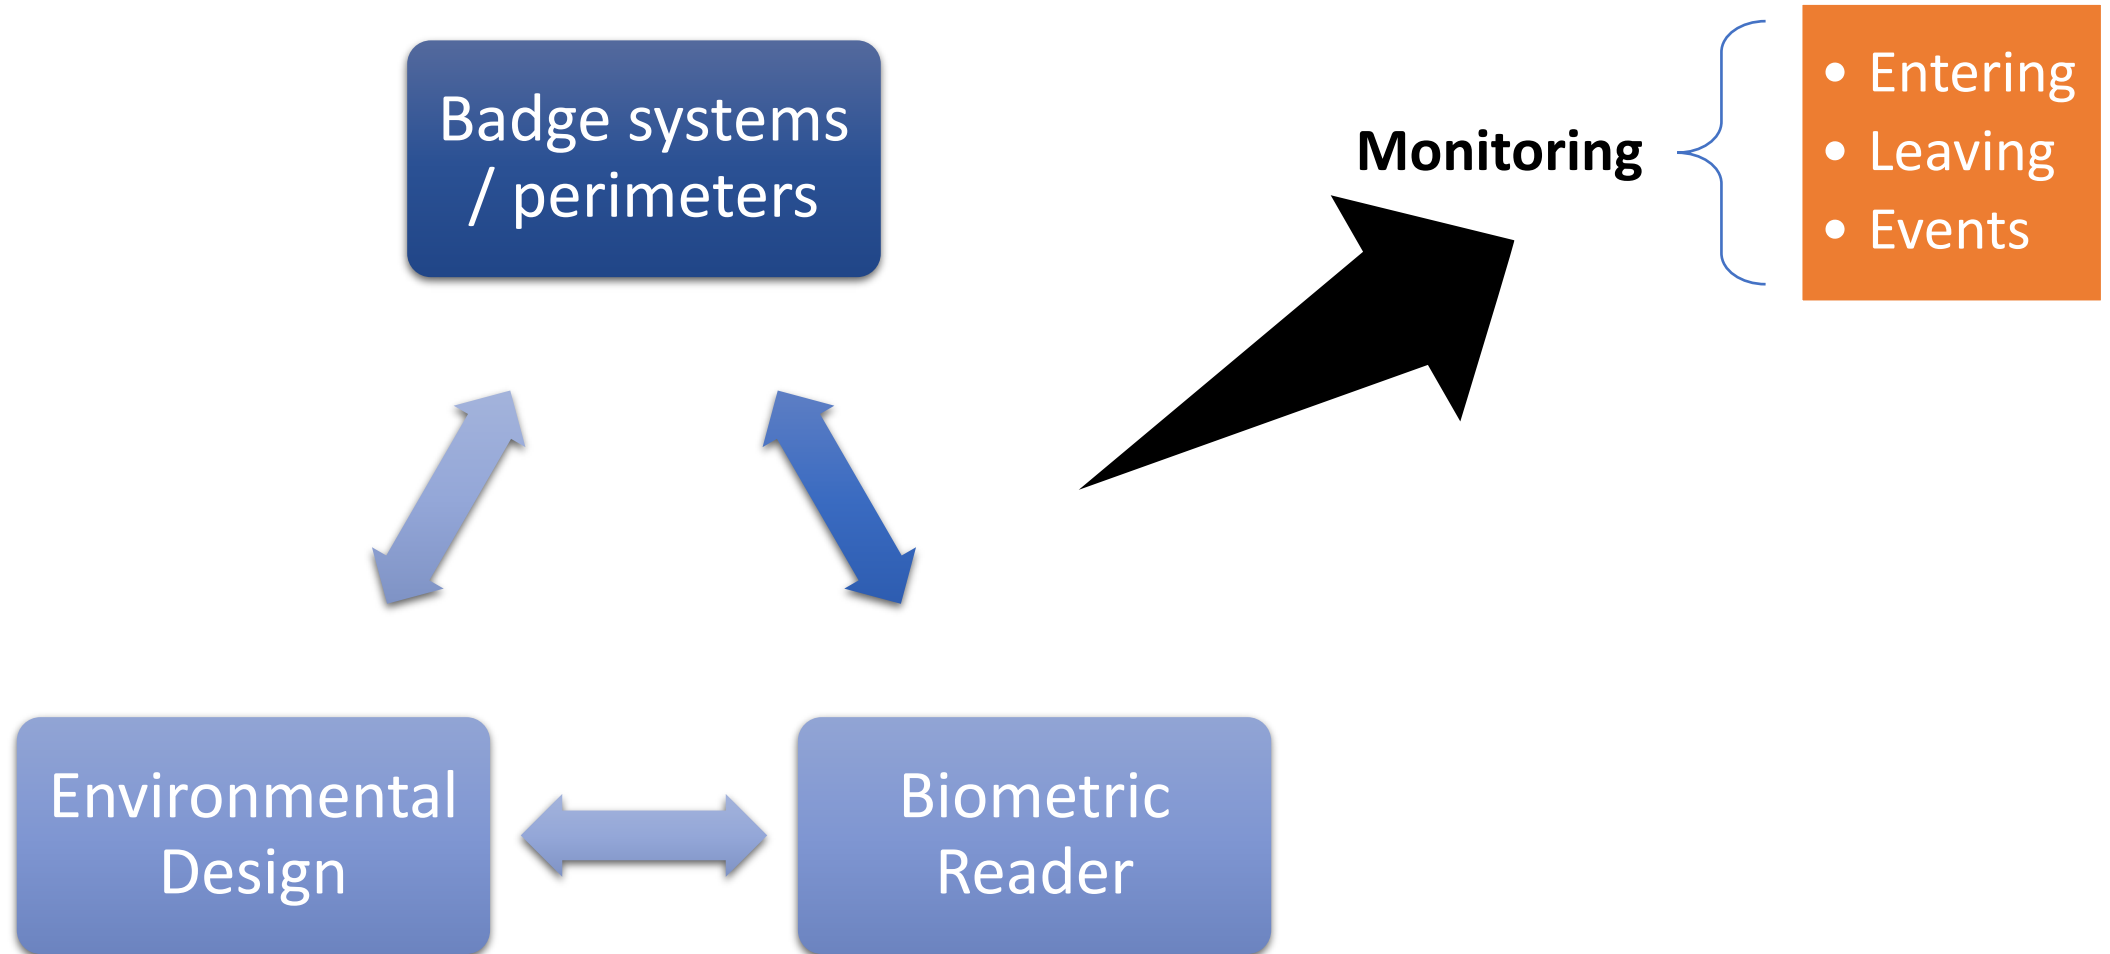 Badge systems
/ perimeters
Monitoring
• Entering
• Leaving
• Events
Environmental
Design
Biometric
Reader